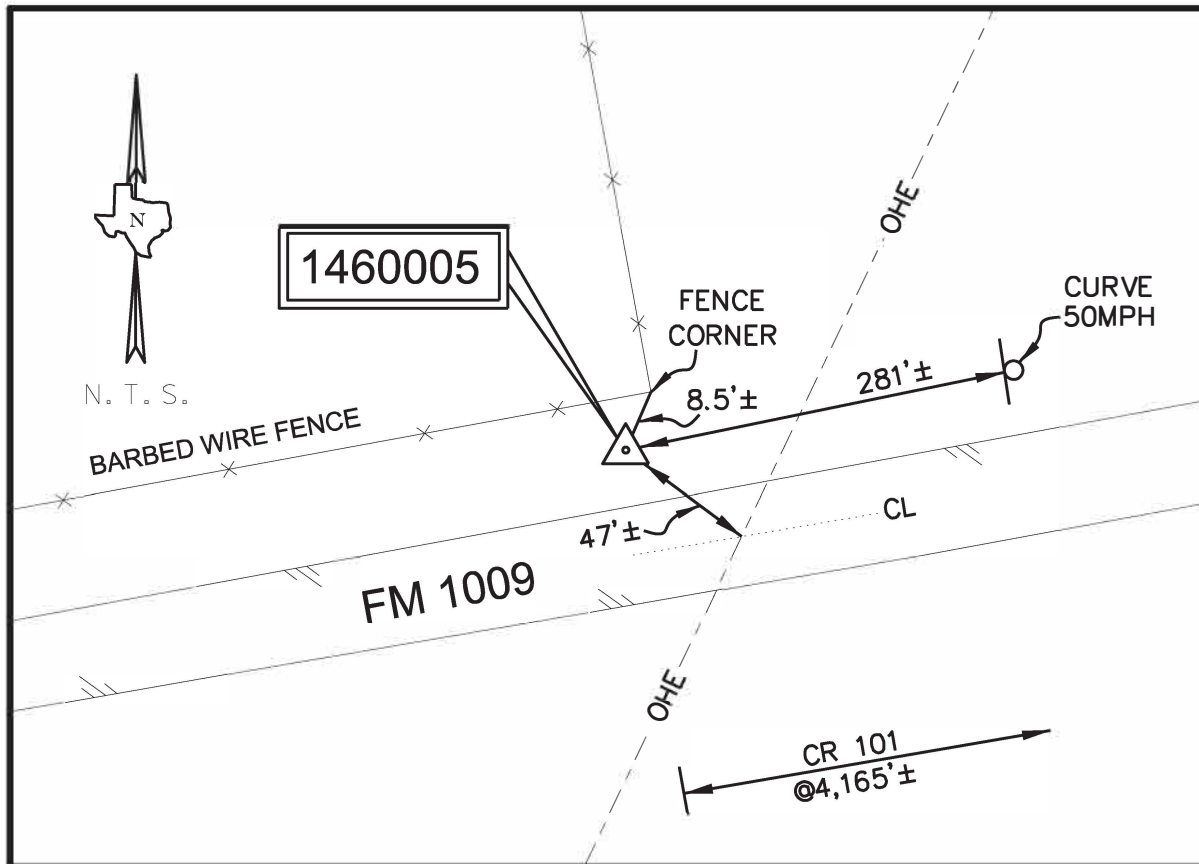 N
N. T. S.
1460005
FENCE
CORNER
8.5'±
281'±
CURVE
50MPH
OHE
BARBED WIRE FENCE
47'±
CL
FM 1009
OHE
CR 101
@4,165'±